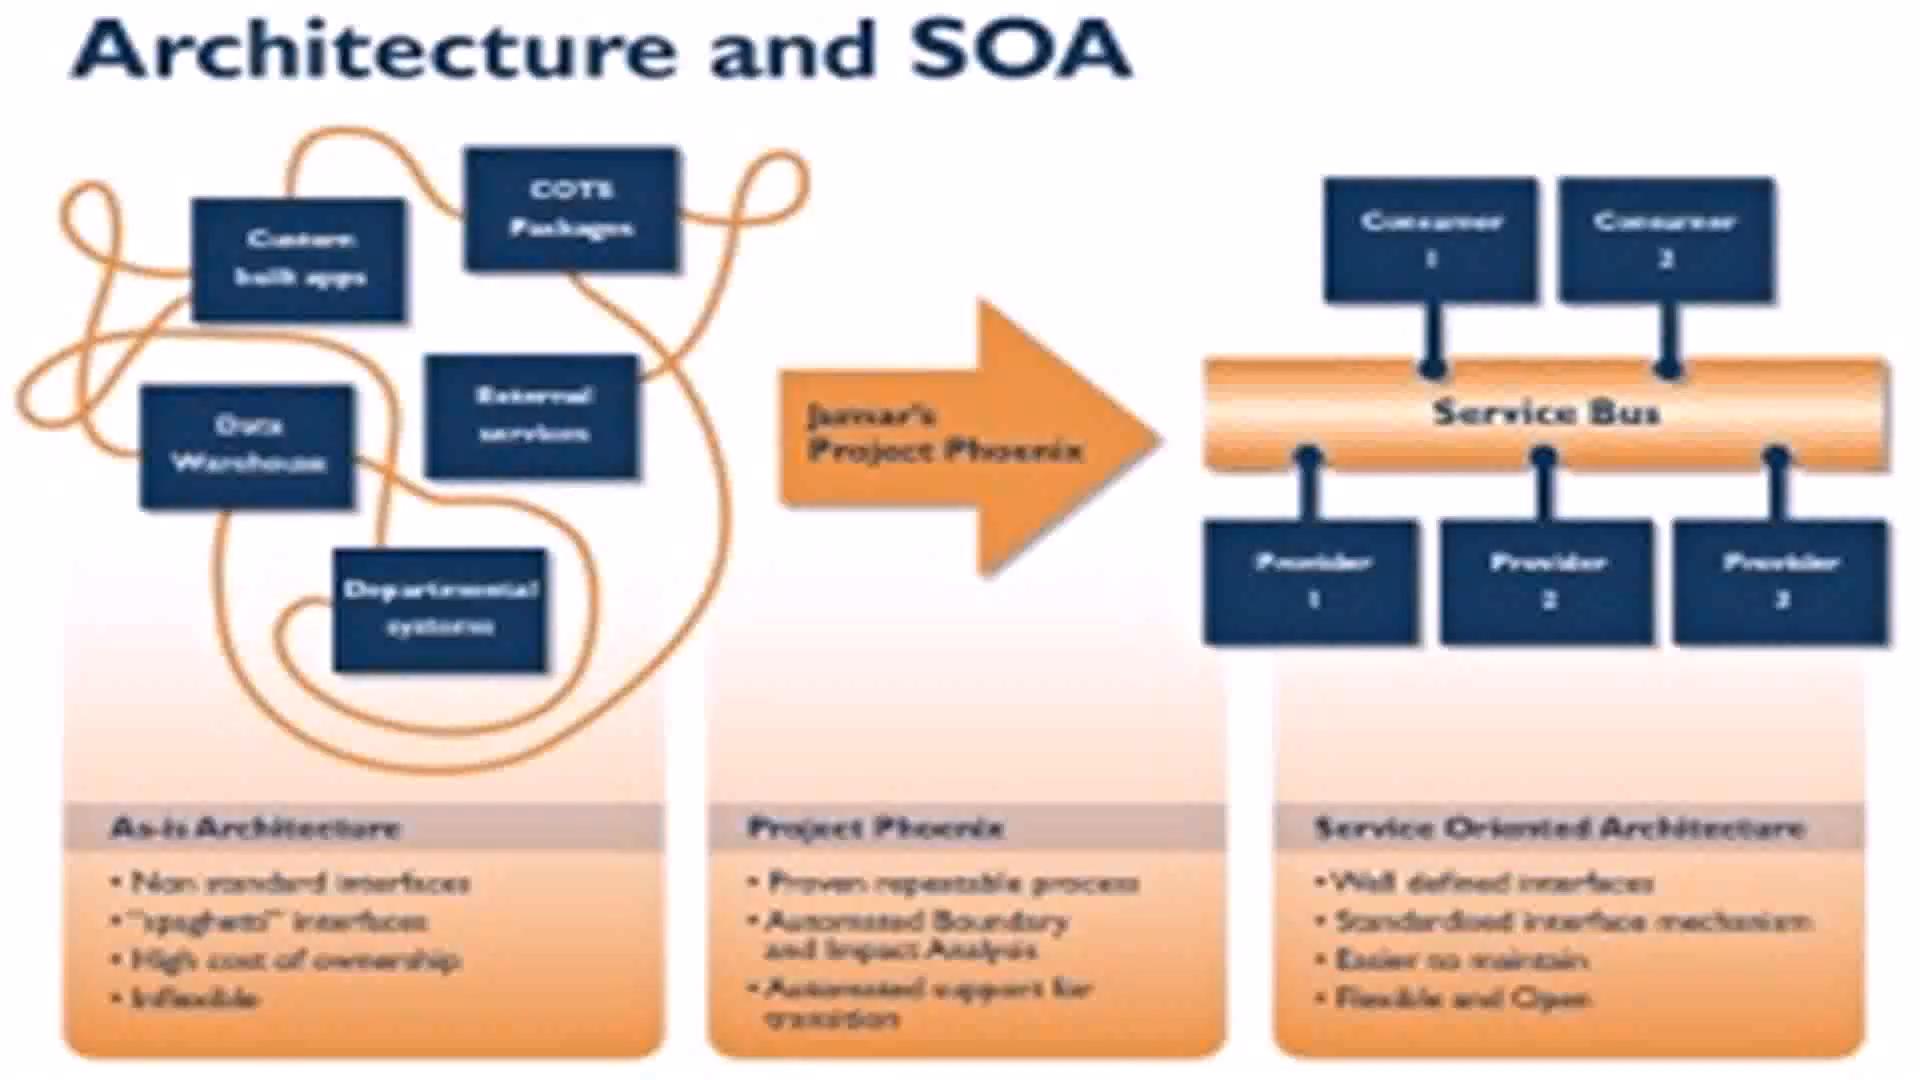 Architecture and SOA
Custom
built apps
COTS
Packages
External
services
Data
Warehouse
Departmental
systems
Jumar's
Project Phoenix
Consumer
1
Consumer
2
Service Bus
Provider
1
Provider
2
Provider
3
As-is Architecture
• Non standard interfaces
• "spaghetti" interfaces
• High cost of ownership
• Inflexible
Project Phoenix
• Proven repeatable process
• Automated Boundary
and Impact Analysis
• Automated support for
transition
Service Oriented Architecture
• Well defined interfaces
• Standardised interface mechanism
• Easier to maintain
• Flexible and Open